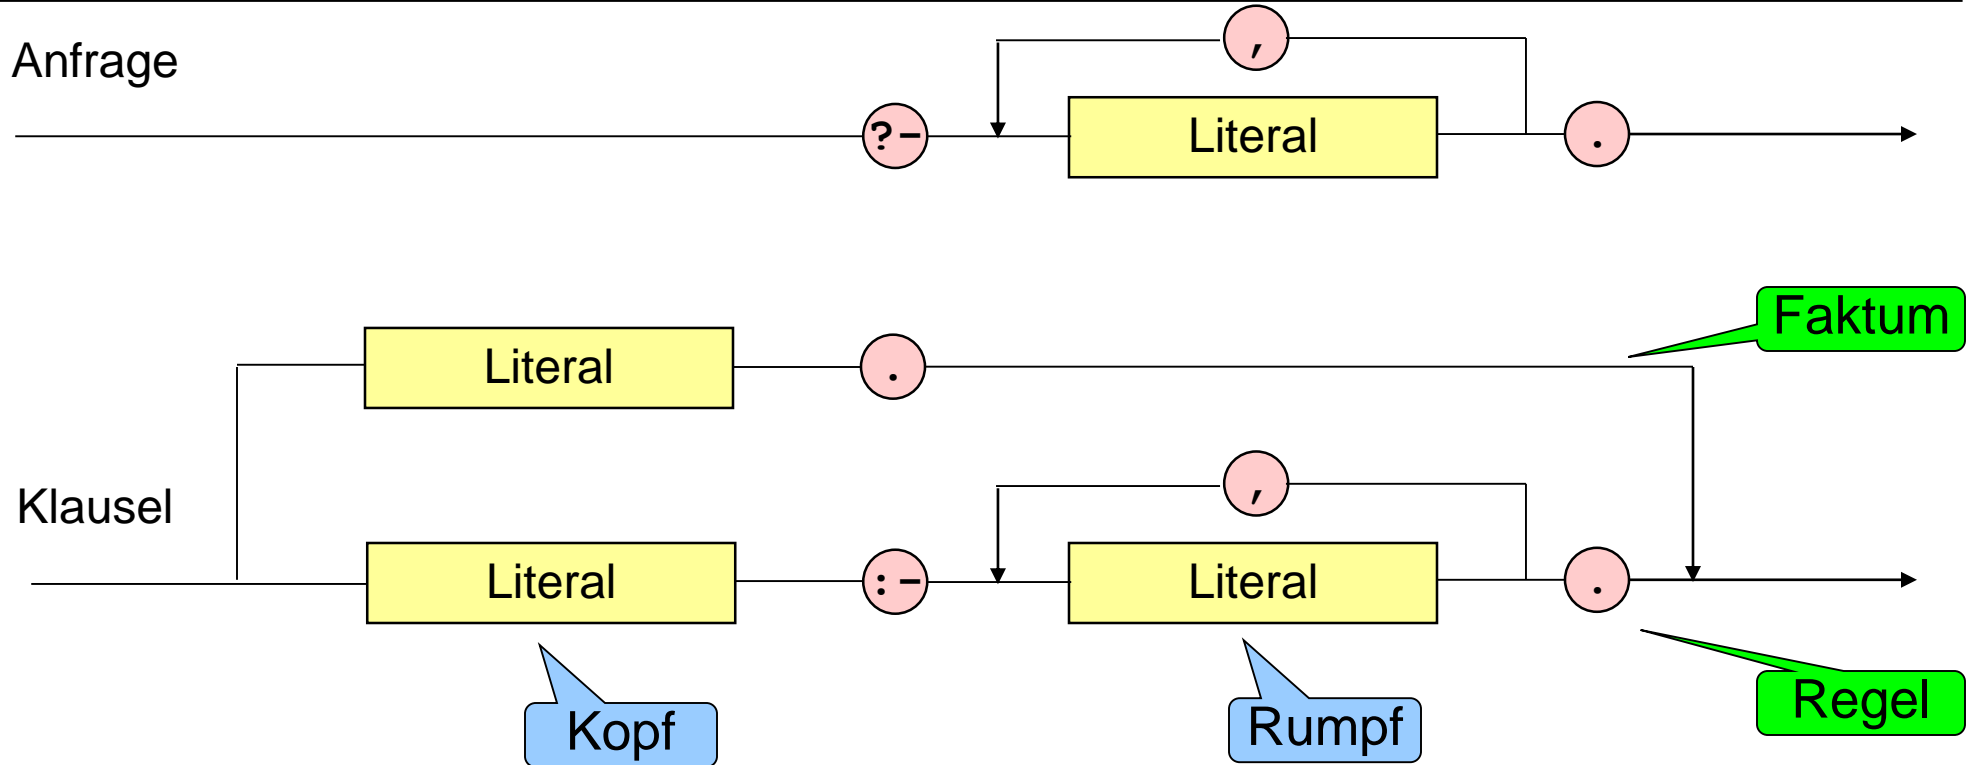 ,
Anfrage
?- Literal .
Faktum
Literal .
,
Klausel
Literal :- Literal .
Regel
Kopf Rumpf